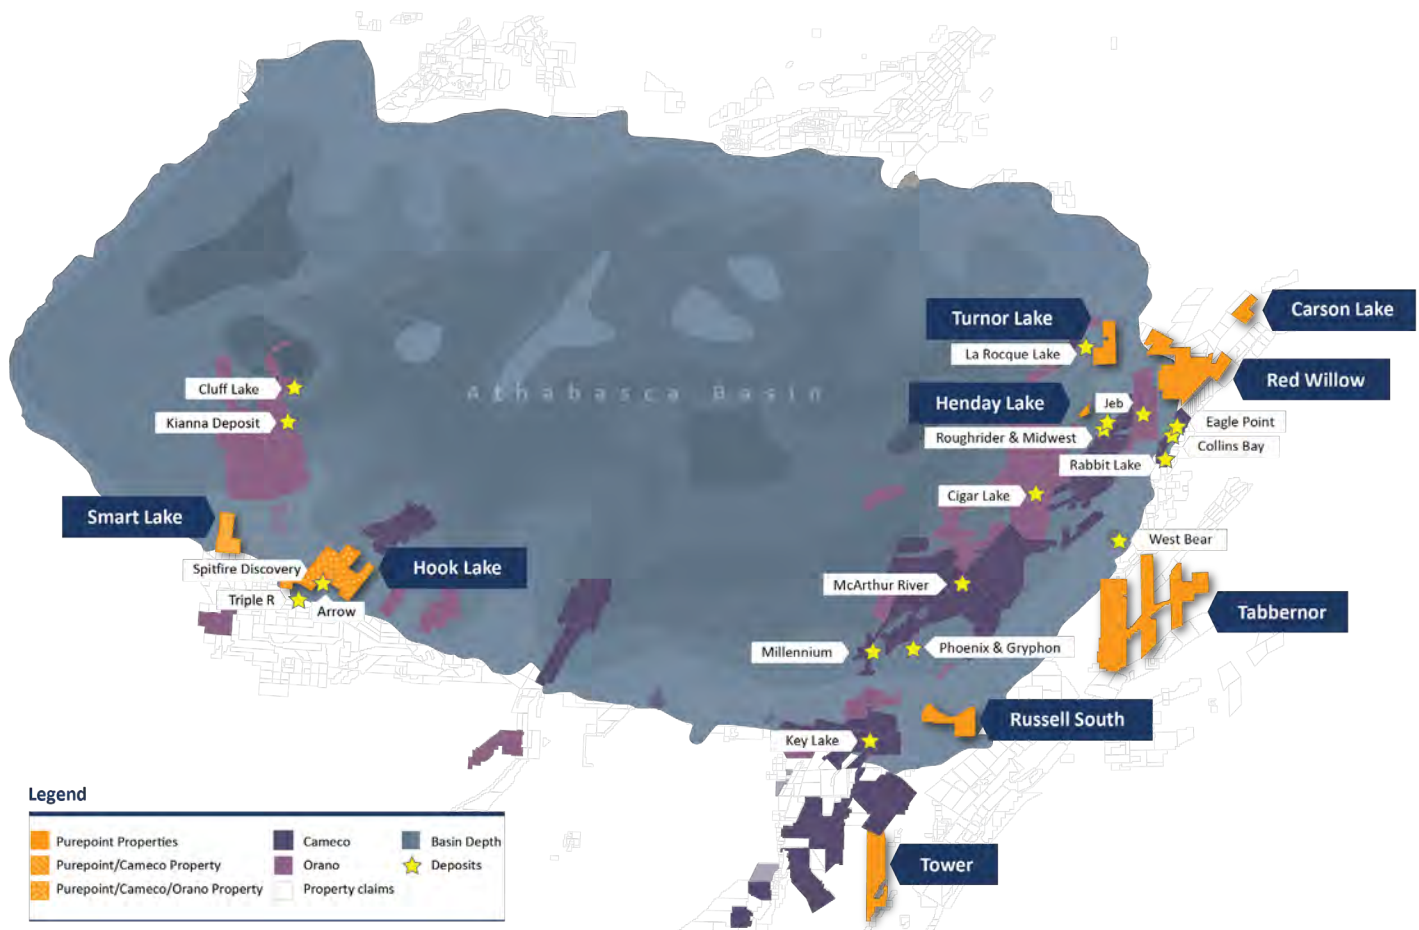 Carson Lake
Turnor Lake
La Rocque Lake
Red Willow
Cluff Lake
Athabasca Basin
Henday Lake
Jeb
Kianna Deposit
Eagle Point
Roughrider & Midwest
Collins Bay
Rabbit Lake
Cigar Lake
Smart Lake
West Bear
Spitfire Discovery
Hook Lake
McArthur River
Triple R
Arrow
Tabbernor
Millennium
Phoenix & Gryphon
Russell South
Key Lake
Legend
Purepoint Properties
Cameco
Basin Depth
Purepoint/Cameco Property
Orano
Deposits
Purepoint/Cameco/Orano Property
Property claims
Tower